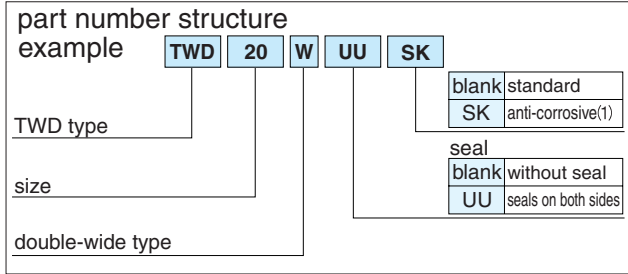 part number structure
example
TWD 20 W UU SK
blank standard
SK anti-corrosive(1)
TWD type
seal
blank without seal
size
UU seals on both sides
double-wide type